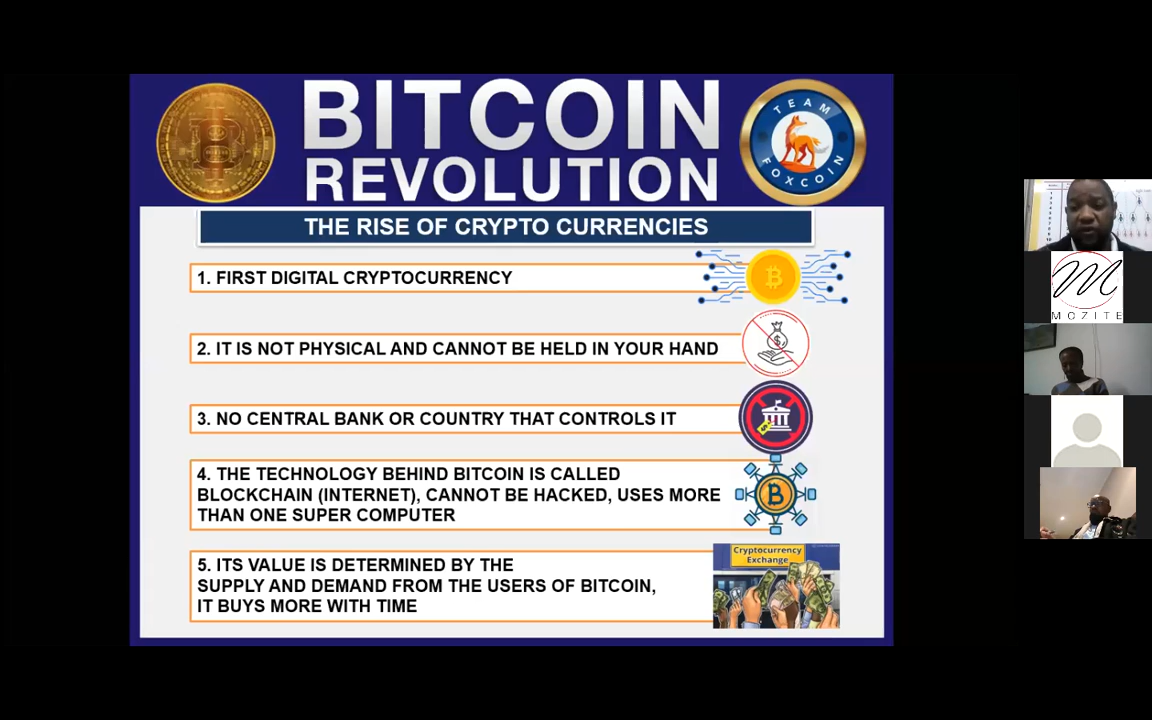 BITCOIN
REVOLUTION
TEAM
FOXCOIN
THE RISE OF CRYPTO CURRENCIES
1. FIRST DIGITAL CRYPTOCURRENCY
2. IT IS NOT PHYSICAL AND CANNOT BE HELD IN YOUR HAND
3. NO CENTRAL BANK OR COUNTRY THAT CONTROLS IT
4. THE TECHNOLOGY BEHIND BITCOIN IS CALLED
BLOCKCHAIN (INTERNET), CANNOT BE HACKED, USES MORE
THAN ONE SUPER COMPUTER
5. ITS VALUE IS DETERMINED BY THE
SUPPLY AND DEMAND FROM THE USERS OF BITCOIN,
IT BUYS MORE WITH TIME
Cryptocurrency
Exchange
M
MOZITE